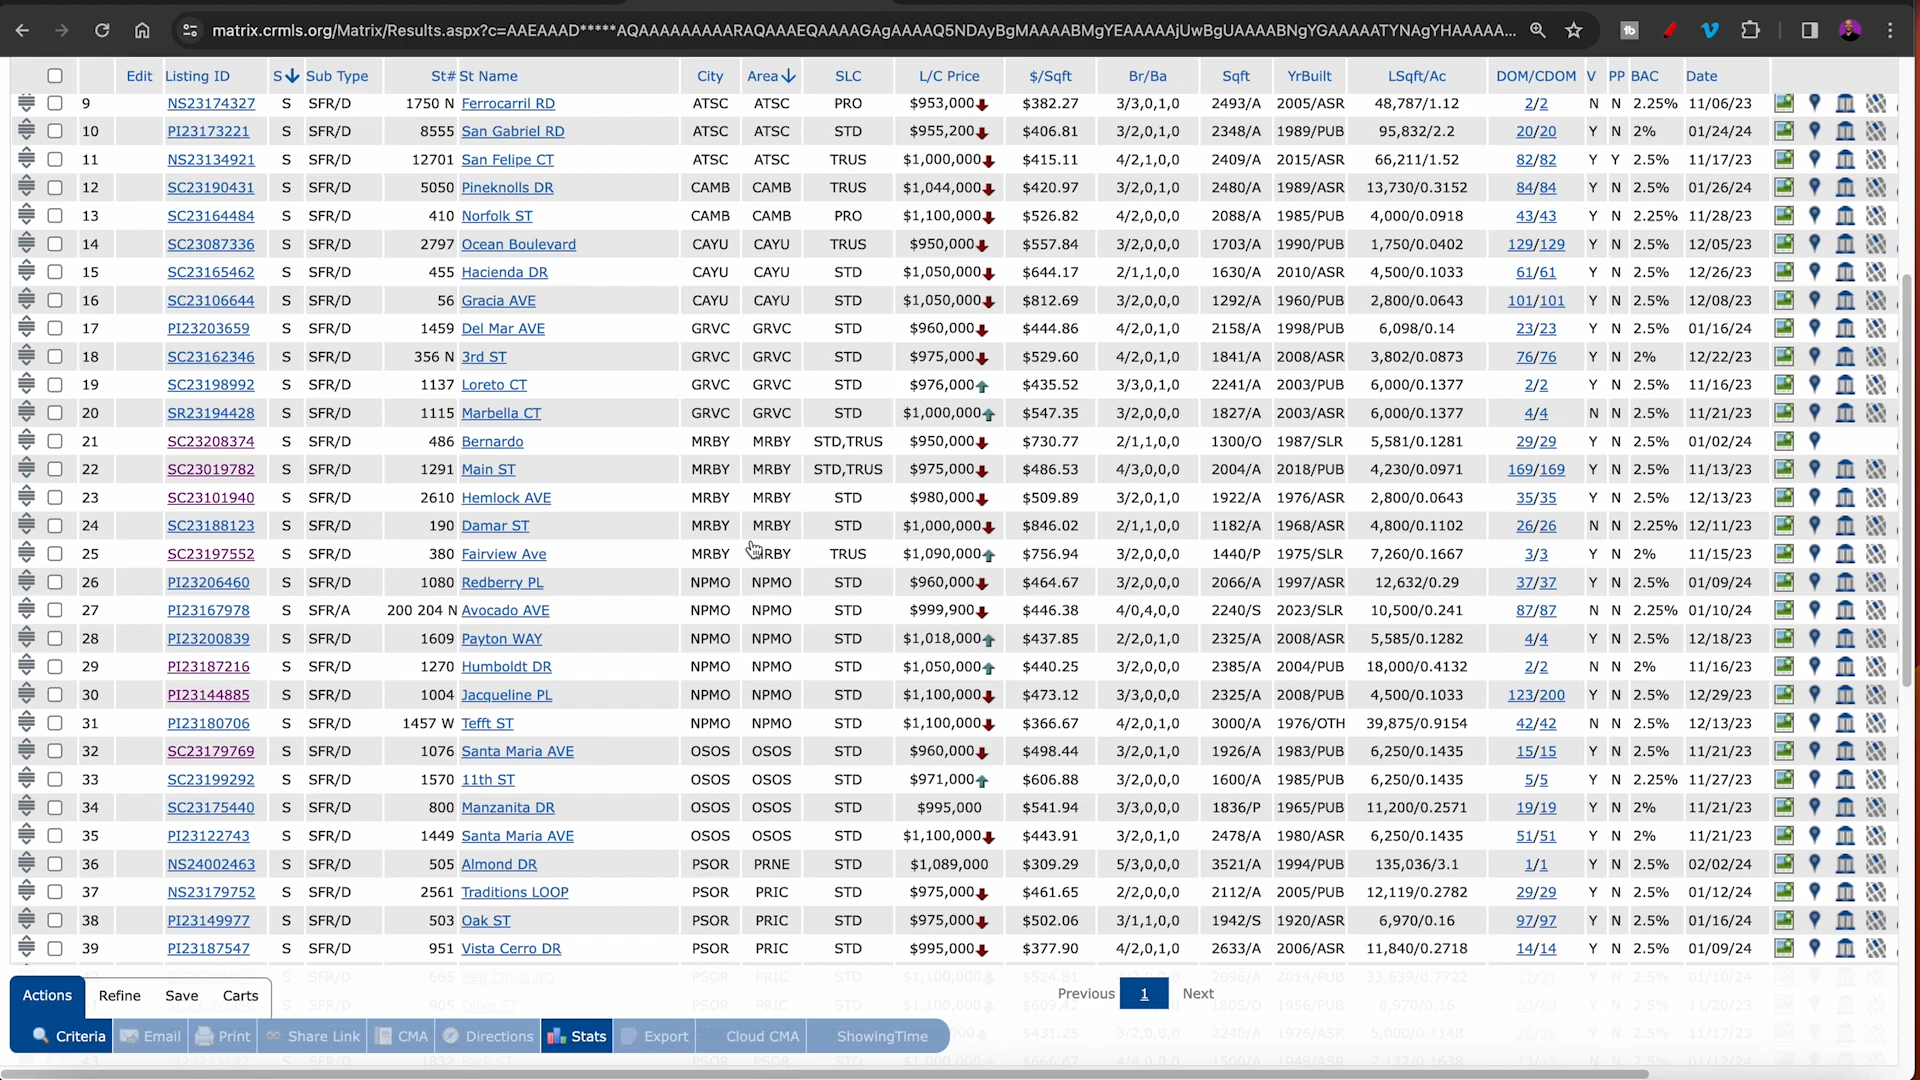 matrix.crmls.org/Matrix/Results.aspx?c=AAEAAAD*****AQAAAAAAAAARAQAAAEQAAAAGAgAAAAQ5NDAyBgMAAAABMgYEAAAAAjUwBgUAAAABNgYGAAAAATYNAgYHAAAAA...
Edit Listing ID S Sub Type St# St Name City Area SLC L/C Price $/Sqft Br/Ba Sqft YrBuilt LSqft/Ac DOM/CDOM V PP BAC Date
9 NS23174327 S SFR/D 1750 N Ferrocarril RD ATSC ATSC PRO $953,000 $382.27 3/3,0,1,0 2493/A 2005/ASR 48,787/1.12 2/2 N N 2.25% 11/06/23
10 PI23173221 S SFR/D 8555 San Gabriel RD ATSC ATSC STD $955,200 $406.81 3/2,0,1,0 2348/A 1989/PUB 95,832/2.2 20/20 Y N 2% 01/24/24
11 NS23134921 S SFR/D 12701 San Felipe CT ATSC ATSC TRUS $1,000,000 $415.11 4/2,1,0,0 2409/A 2015/ASR 66,211/1.52 82/82 Y Y 2.5% 11/17/23
12 SC23190431 S SFR/D 5050 Pineknolls DR CAMB CAMB TRUS $1,044,000 $420.97 3/2,0,1,0 2480/A 1989/ASR 13,730/0.3152 84/84 Y N 2.5% 01/26/24
13 SC23164484 S SFR/D 410 Norfolk ST CAMB CAMB PRO $1,100,000 $526.82 4/2,0,0,0 2088/A 1985/PUB 4,000/0.0918 43/43 Y N 2.25% 11/28/23
14 SC23087336 S SFR/D 2797 Ocean Boulevard CAYU CAYU TRUS $950,000 $557.84 3/2,0,0,0 1703/A 1990/PUB 1,750/0.0402 129/129 Y N 2.5% 12/05/23
15 SC23165462 S SFR/D 455 Hacienda DR CAYU CAYU STD $1,050,000 $644.17 2/1,1,0,0 1630/A 2010/ASR 4,500/0.1033 61/61 Y N 2.5% 12/26/23
16 SC23106644 S SFR/D 56 Gracia AVE CAYU CAYU STD $1,050,000 $812.69 3/2,0,0,0 1292/A 1960/PUB 2,800/0.0643 101/101 Y N 2.5% 12/08/23
17 PI23203659 S SFR/D 1459 Del Mar AVE GRVC GRVC STD $960,000 $444.86 4/2,0,1,0 2158/A 1998/PUB 6,098/0.14 23/23 Y N 2.5% 01/16/24
18 SC23162346 S SFR/D 356 N 3rd ST GRVC GRVC STD $975,000 $529.60 4/2,0,1,0 1841/A 2008/ASR 3,802/0.0873 76/76 Y N 2% 12/22/23
19 SC23198992 S SFR/D 1137 Loreto CT GRVC GRVC STD $976,000 $435.52 3/3,0,1,0 2241/A 2003/PUB 6,000/0.1377 2/2 Y N 2.5% 11/16/23
20 SR23194428 S SFR/D 1115 Marbella CT GRVC GRVC STD $1,000,000 $547.35 3/2,0,0,0 1827/A 2003/ASR 6,000/0.1377 4/4 N N 2.5% 11/21/23
21 SC23208374 S SFR/D 486 Bernardo MRBY MRBY STD,TRUS $950,000 $730.77 2/1,1,0,0 1300/O 1987/SLR 5,581/0.1281 29/29 Y N 2.5% 01/02/24
22 SC23019782 S SFR/D 1291 Main ST MRBY MRBY STD,TRUS $975,000 $486.53 4/3,0,0,0 2004/A 2018/PUB 4,230/0.0971 169/169 Y N 2.5% 11/13/23
23 SC23101940 S SFR/D 2610 Hemlock AVE MRBY MRBY STD $980,000 $509.89 3/2,0,1,0 1922/A 1976/ASR 2,800/0.0643 35/35 Y N 2.5% 12/13/23
24 SC23188123 S SFR/D 190 Damar ST MRBY MRBY STD $1,000,000 $846.02 2/1,1,0,0 1182/A 1968/ASR 4,800/0.1102 26/26 N N 2.25% 12/11/23
25 SC23197552 S SFR/D 380 Fairview Ave MRBY MRBY TRUS $1,090,000 $756.94 3/2,0,0,0 1440/P 1975/SLR 7,260/0.1667 3/3 Y N 2% 11/15/23
26 PI23206460 S SFR/D 1080 Redberry PL NPMO NPMO STD $960,000 $464.67 3/2,0,0,0 2066/A 1997/ASR 12,632/0.29 37/37 Y N 2.5% 01/09/24
27 PI23167978 S SFR/A 200 204 N Avocado AVE NPMO NPMO STD $999,900 $446.38 4/0,4,0,0 2240/S 2023/SLR 10,500/0.241 87/87 N N 2.25% 01/10/24
28 PI23200839 S SFR/D 1609 Payton WAY NPMO NPMO STD $1,018,000 $437.85 2/2,0,1,0 2325/A 2008/ASR 5,585/0.1282 4/4 Y N 2.5% 12/18/23
29 PI23187216 S SFR/D 1270 Humboldt DR NPMO NPMO STD $1,050,000 $440.25 3/2,0,0,0 2385/A 2004/PUB 18,000/0.4132 2/2 N N 2% 11/16/23
30 PI23144885 S SFR/D 1004 Jacqueline PL NPMO NPMO STD $1,100,000 $473.12 3/3,0,0,0 2325/A 2008/PUB 4,500/0.1033 123/200 Y N 2.5% 12/29/23
31 PI23180706 S SFR/D 1457 W Tefft ST NPMO NPMO STD $1,100,000 $366.67 4/2,0,1,0 3000/A 1976/OTH 39,875/0.9154 42/42 N N 2.5% 12/13/23
32 SC23179769 S SFR/D 1076 Santa Maria AVE OSOS OSOS STD $960,000 $498.44 3/2,0,1,0 1926/A 1983/PUB 6,250/0.1435 15/15 Y N 2.5% 11/21/23
33 SC23199292 S SFR/D 1570 11th ST OSOS OSOS STD $971,000 $606.88 3/2,0,0,0 1600/A 1985/PUB 6,250/0.1435 5/5 Y N 2.25% 11/27/23
34 SC23175440 S SFR/D 800 Manzanita DR OSOS OSOS STD $995,000 $541.94 3/3,0,0,0 1836/P 1965/PUB 11,200/0.2571 19/19 Y N 2% 11/21/23
35 PI23122743 S SFR/D 1449 Santa Maria AVE OSOS OSOS STD $1,100,000 $443.91 3/2,0,1,0 2478/A 1980/ASR 6,250/0.1435 51/51 Y N 2% 11/21/23
36 NS24002463 S SFR/D 505 Almond DR PSOR PRNE STD $1,089,000 $309.29 5/3,0,0,0 3521/A 1994/PUB 135,036/3.1 1/1 Y N 2.5% 02/02/24
37 NS23179752 S SFR/D 2561 Traditions LOOP PSOR PRIC STD $975,000 $461.65 2/2,0,0,0 2112/A 2005/PUB 12,119/0.2782 29/29 Y N 2.5% 01/12/24
38 PI23149977 S SFR/D 503 Oak ST PSOR PRIC STD $975,000 $502.06 3/1,1,0,0 1942/S 1920/ASR 6,970/0.16 97/97 Y N 2.5% 01/16/24
39 PI23187547 S SFR/D 951 Vista Cerro DR PSOR PRIC STD $995,000 $377.90 4/2,0,1,0 2633/A 2006/ASR 11,840/0.2718 14/14 Y N 2.5% 01/09/24
SFR/D 665 Red Cloud RD PSOR PRIC STD $1,100,000 $524.81 2096/A 2014/PUB 33,639/0.7722 31/31 Y N 2.5% 01/10/24
Actions Refine Save Carts Previous 1 Next
905 Olive ST 1956/PUB 6,970/0.16 60/60 2.5% 11/20/23
Criteria Email Print Share Link CMA Directions Stats Export Cloud CMA ShowingTime